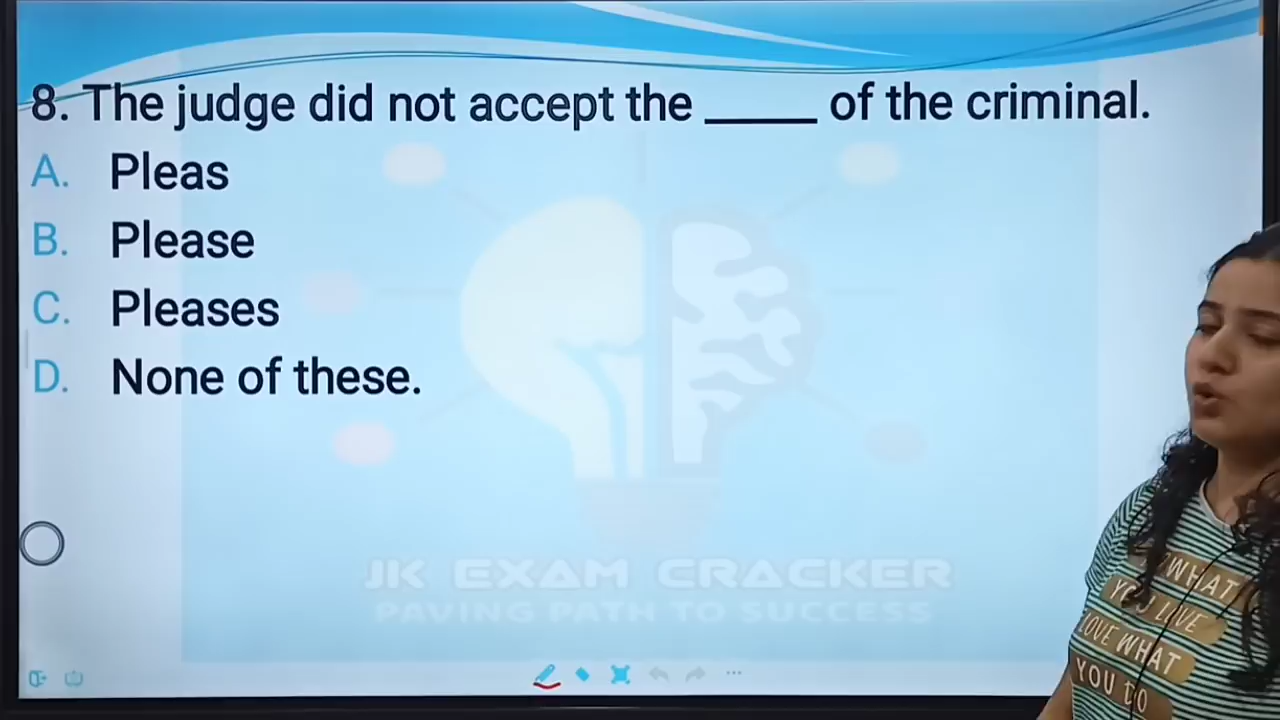 8. The judge did not accept the _____ of the criminal.
A. Pleas
B. Please
C. Pleases
D. None of these.
JK EXAM CRACKER
PAVING PATH TO SUCCESS
WHAT
YOU LIVE
LOVE WHAT
YOU DO